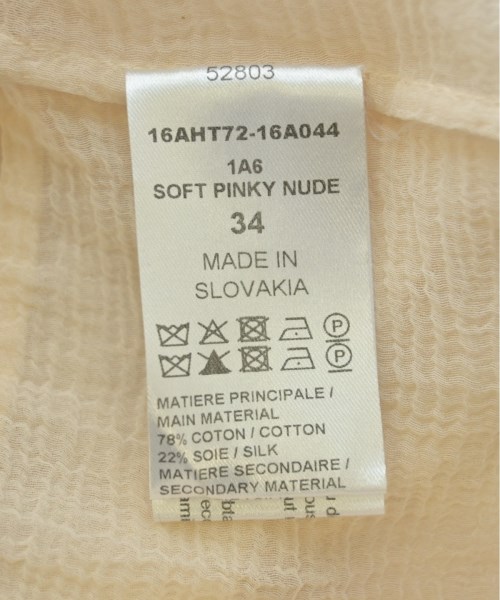 52803
16AHT72-16A044
1A6
SOFT PINKY NUDE
34
MADE IN
SLOVAKIA
P
P
MATIERE PRINCIPALE /
MAIN MATERIAL
78% COTON / COTTON
22% SOIE / SILK
MATIERE SECONDAIRE /
SECONDARY MATERIAL